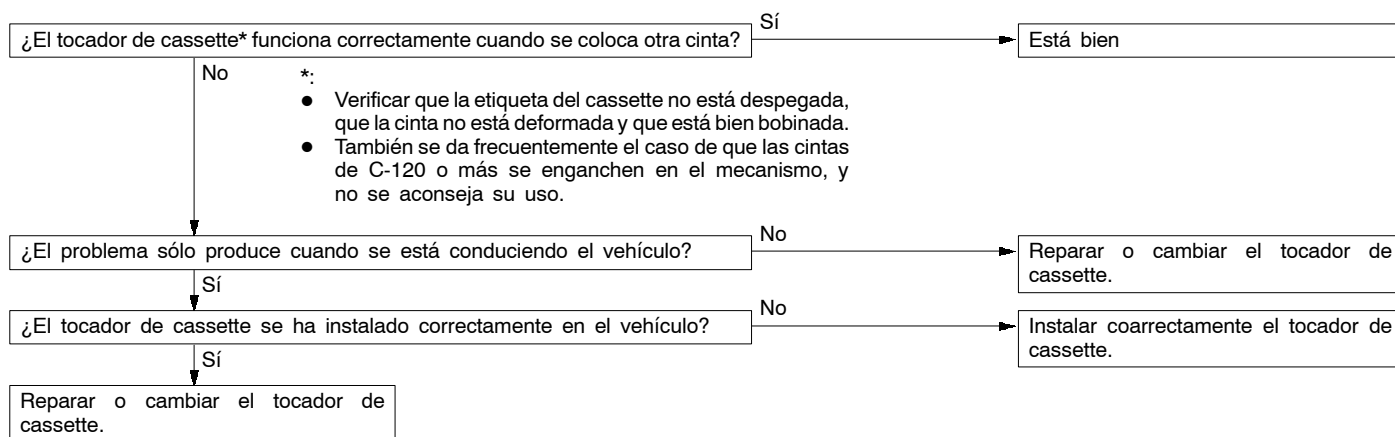 Sí
¿El tocador de cassette* funciona correctamente cuando se coloca otra cinta?
Está bien
No
*:
● Verificar que la etiqueta del cassette no está despegada,
que la cinta no está deformada y que está bien bobinada.
● También se da frecuentemente el caso de que las cintas
de C-120 o más se enganchen en el mecanismo, y
no se aconseja su uso.
¿El problema sólo produce cuando se está conduciendo el vehículo?
No
Reparar o cambiar el tocador de
cassette.
Sí
¿El tocador de cassette se ha instalado correctamente en el vehículo?
No
Instalar coarrectamente el tocador de
cassette.
Sí
Reparar o cambiar el tocador de
cassette.